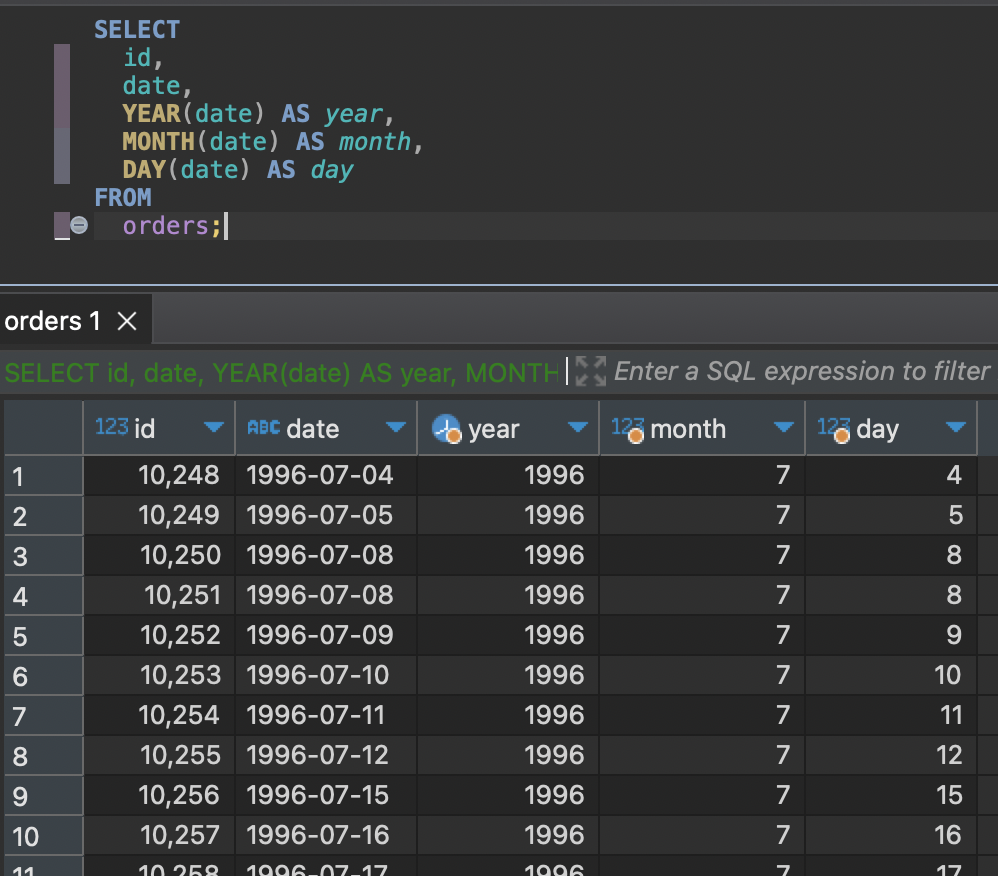 SELECT
id,
date,
YEAR(date) AS year,
MONTH(date) AS month,
DAY(date) AS day
FROM
orders;
orders 1
SELECT id, date, YEAR(date) AS year, MONTH Enter a SQL expression to filter
123 id ABC date year 123 month 123 day
1 10,248 1996-07-04 1996 7 4
2 10,249 1996-07-05 1996 7 5
3 10,250 1996-07-08 1996 7 8
4 10,251 1996-07-08 1996 7 8
5 10,252 1996-07-09 1996 7 9
6 10,253 1996-07-10 1996 7 10
7 10,254 1996-07-11 1996 7 11
8 10,255 1996-07-12 1996 7 12
9 10,256 1996-07-15 1996 7 15
10 10,257 1996-07-16 1996 7 16
11 10,258 1996-07-17 1996 7 17